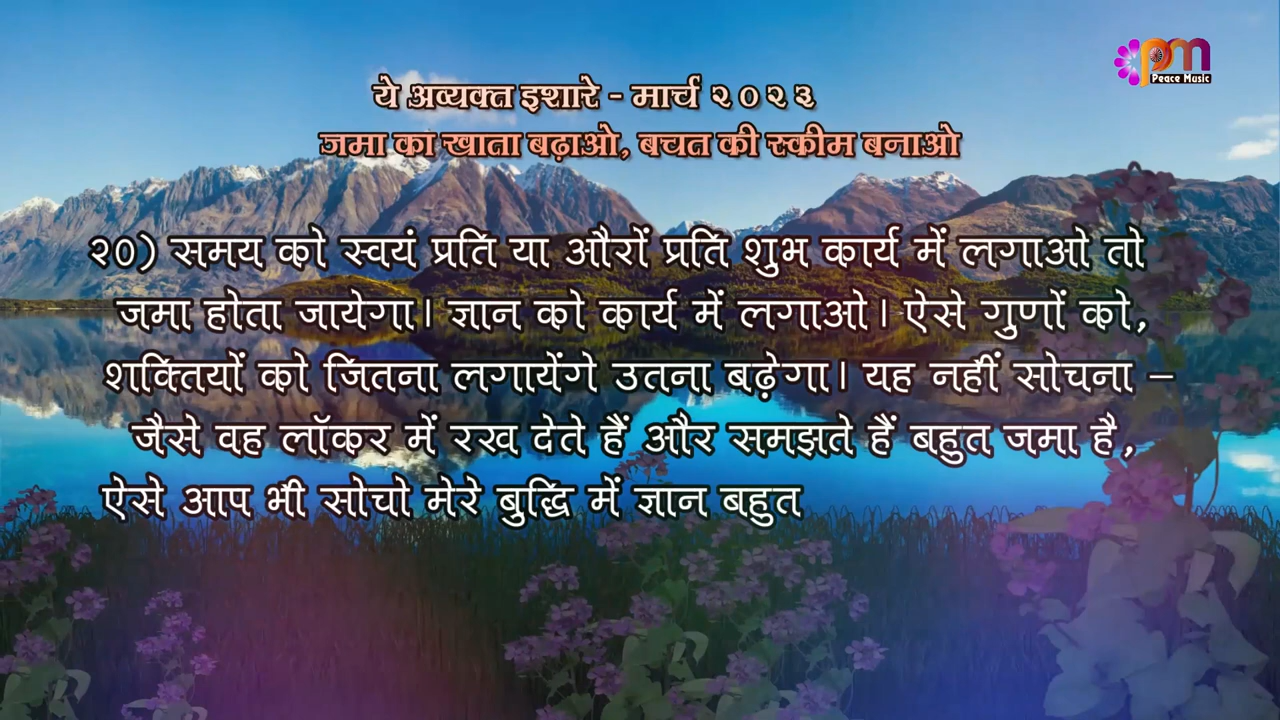 PM
Peace Music
ये अव्यक्त इशारे - मार्च २०२३
जमा का खाता बढ़ाओ, बचत की स्कीम बनाओ
२०) समय को स्वयं प्रति या औरों प्रति शुभ कार्य में लगाओ तो
जमा होता जायेगा। ज्ञान को कार्य में लगाओ। ऐसे गुणों को,
शक्तियों को जितना लगायेंगे उतना बढ़ेगा। यह नहीं सोचना –
जैसे वह लॉकर में रख देते हैं और समझते हैं बहुत जमा है,
ऐसे आप भी सोचो मेरे बुद्धि में ज्ञान बहुत